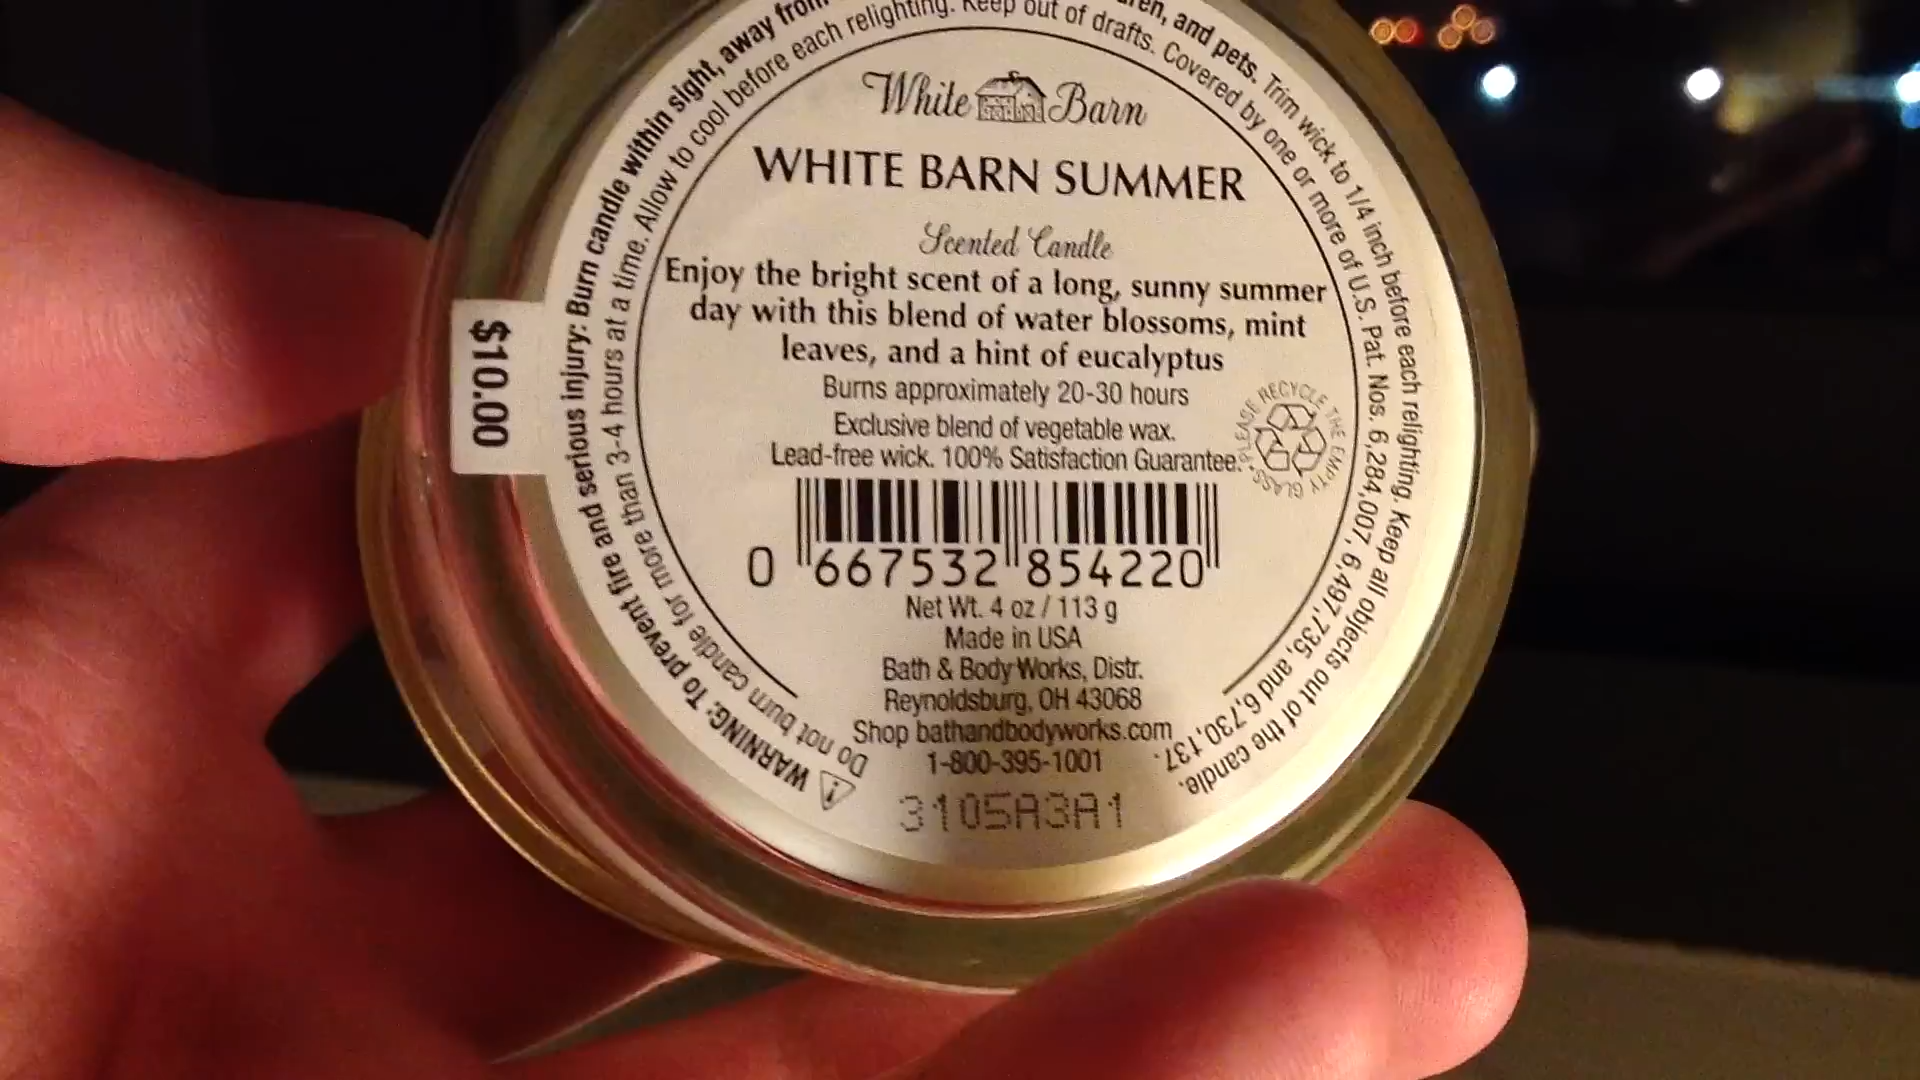 White Barn
WHITE BARN SUMMER
Scented Candle
Enjoy the bright scent of a long, sunny summer
day with this blend of water blossoms, mint
leaves, and a hint of eucalyptus
Burns approximately 20-30 hours
Exclusive blend of vegetable wax.
Lead-free wick. 100% Satisfaction Guarantee.
PLEASE RECYCLE THE EMPTY GLASS
0 667532 854220
Net Wt. 4 oz / 113 g
Made in USA
Bath & Body Works, Distr.
Reynoldsburg, OH 43068
Shop bathandbodyworks.com
1-800-395-1001
3105A3A1
$10.00
WARNING: To prevent fire and serious injury: Burn candle within sight, away from
and pets. Trim wick to 1/4 inch before each relighting. Keep all objects out of the candle.
Do not burn candle for more than 3-4 hours at a time. Allow to cool before each relighting. Keep out of drafts. Covered by one or more of U.S. Pat. Nos. 6,284,007, 6,497,735, and 6,730,137.